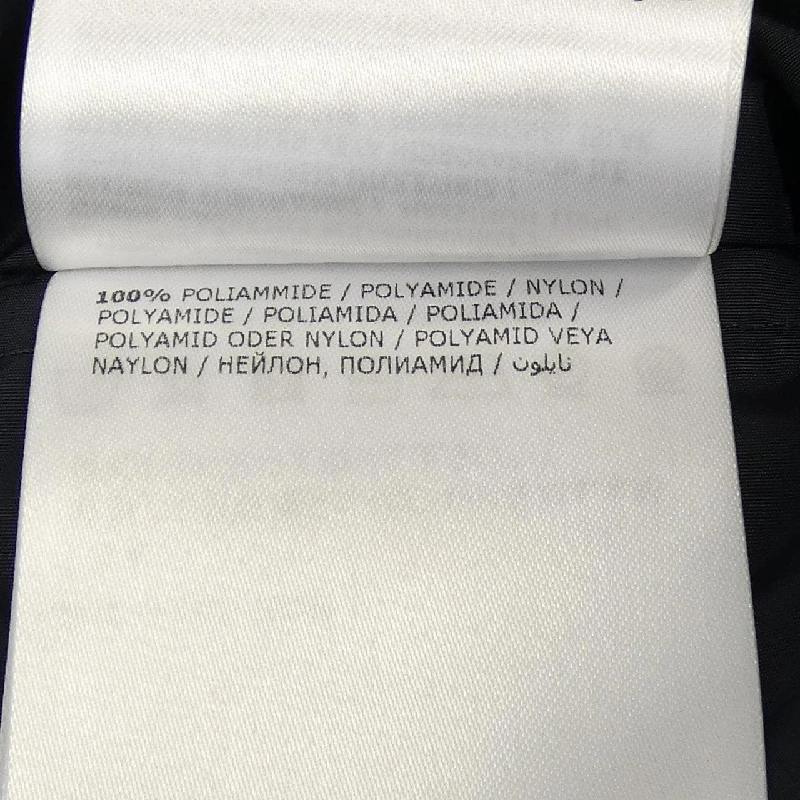 100% POLIAMMIDE / POLYAMIDE / NYLON /
POLYAMIDE / POLIAMIDA / POLIAMIDA /
POLYAMID ODER NYLON / POLYAMID VEYA
NAYLON / НЕЙЛОН, ПОЛИАМИД / نايلون